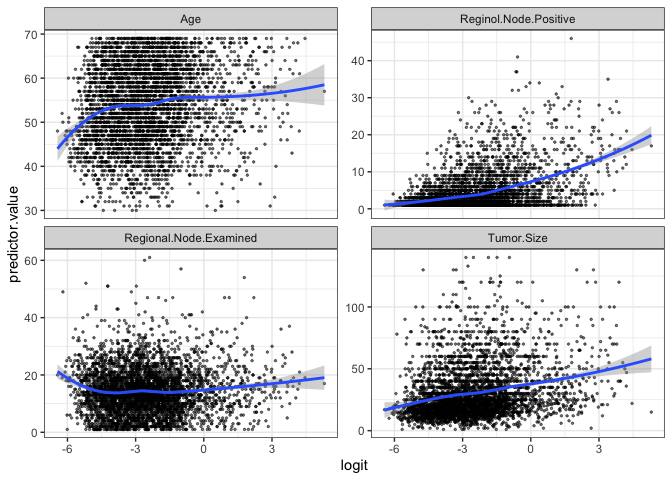 Age
Reginol.Node.Positive
70
60
50
40
30
40
30
20
10
0
predictor.value
Regional.Node.Examined
Tumor.Size
60
40
20
0
100
50
0
-6 -3 0 3
-6 -3 0 3
logit